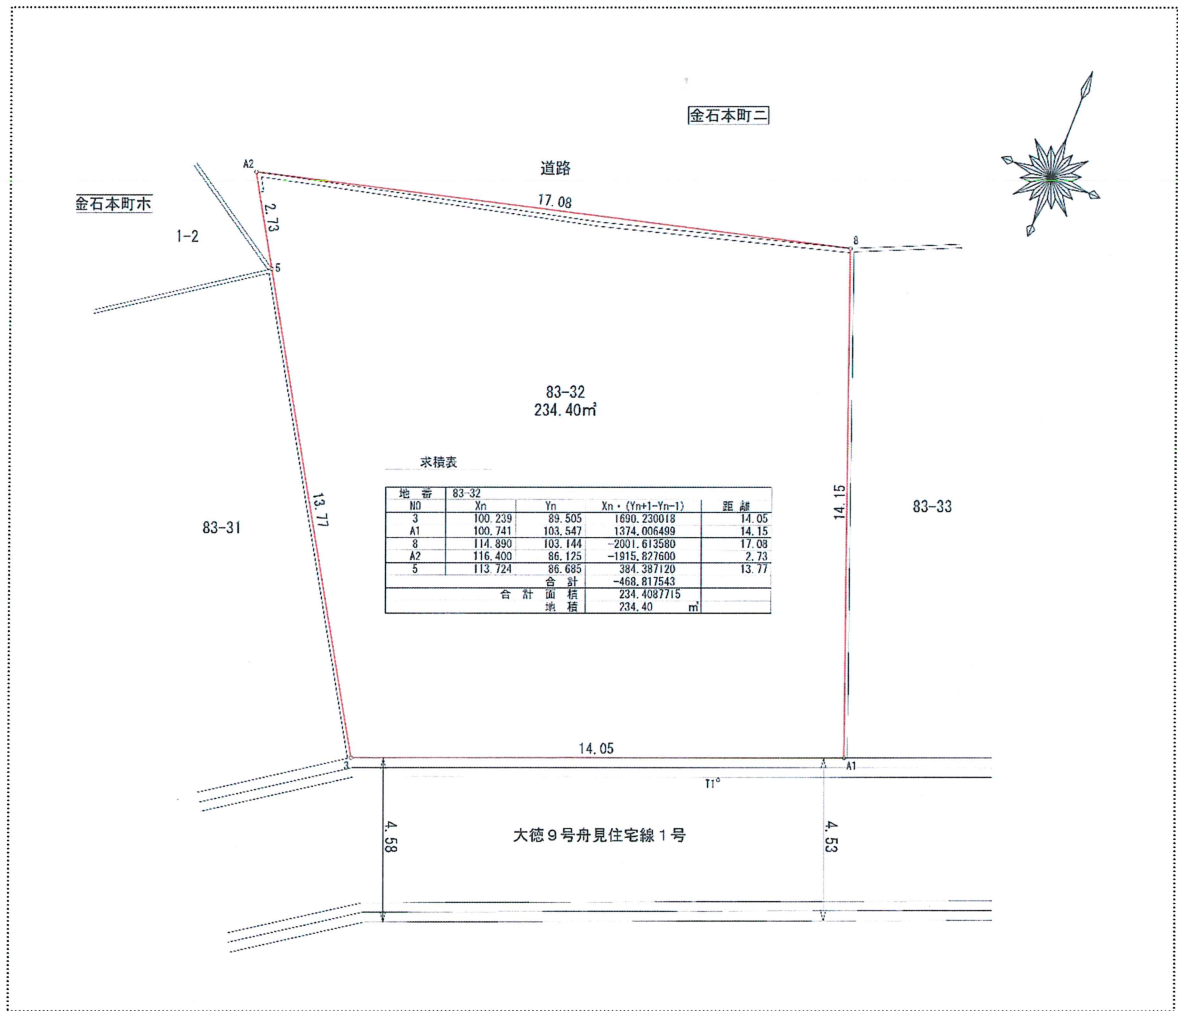 金石本町ニ
道路
A2
17.08
金石本町ホ
2.73
1-2
8
5
83-32
234.40㎡
求積表
地番 83-32
NO Xn Yn Xn・(Yn+1-Yn-1) 距離
3 100.239 89.505 1690.230018 14.05
A1 100.741 103.547 1374.006499 14.15
8 114.890 103.144 -2001.613580 17.08
A2 116.400 86.125 -1915.827600 2.73
5 113.724 86.685 384.387120 13.77
合計 -468.817543
合計面積 234.4087715
地積 234.40 ㎡
13.77
14.15
83-31
83-33
14.05
3
A1
T1
4.58
大徳9号舟見住宅線1号
4.53